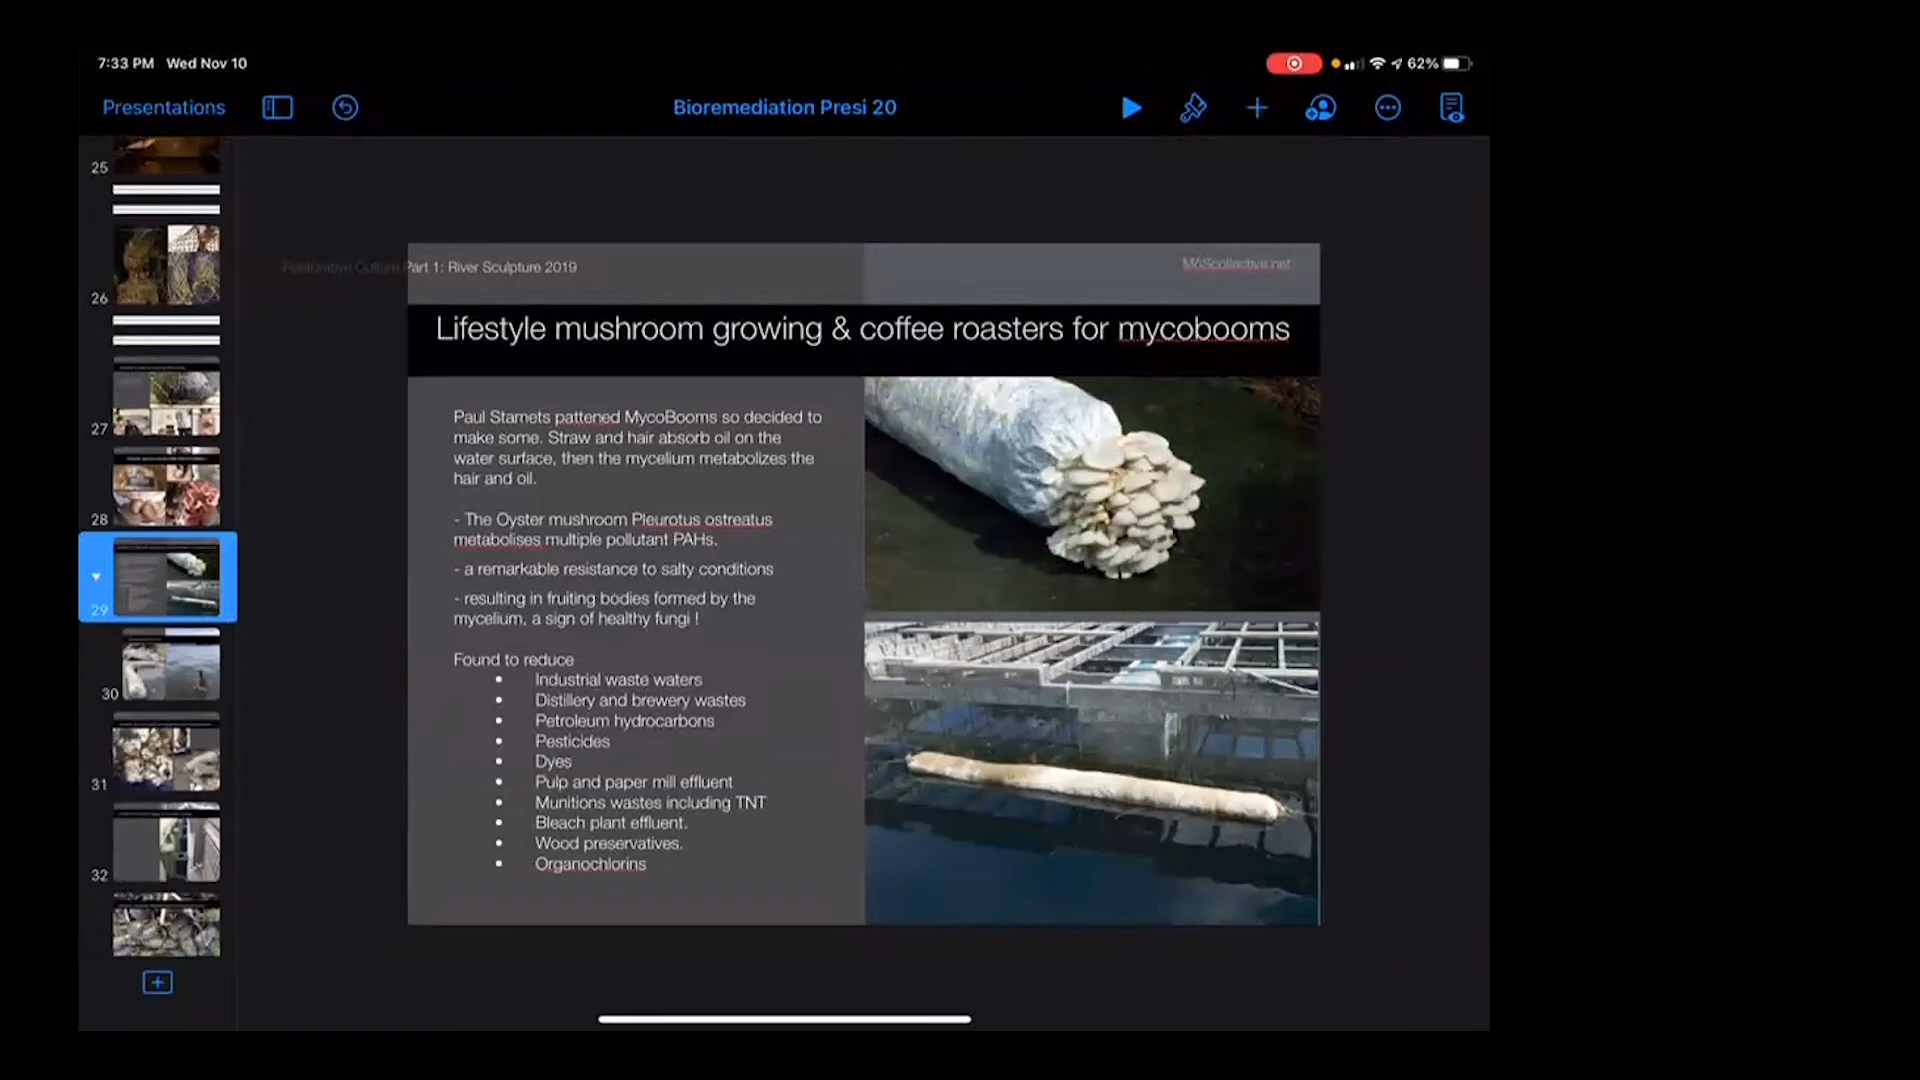 7:33 PM Wed Nov 10
62%
Presentations
Bioremediation Presi 20
25
26
27
28
29
30
31
32
Restorative Culture Part 1: River Sculpture 2019
Lifestyle mushroom growing & coffee roasters for mycobooms
Paul Stamets pattened MycoBooms so decided to
make some. Straw and hair absorb oil on the
water surface, then the mycelium metabolizes the
hair and oil.
- The Oyster mushroom Pleurotus ostreatus
metabolises multiple pollutant PAHs.
- a remarkable resistance to salty conditions
- resulting in fruiting bodies formed by the
mycelium, a sign of healthy fungi !
Found to reduce
• Industrial waste waters
• Distillery and brewery wastes
• Petroleum hydrocarbons
• Pesticides
• Dyes
• Pulp and paper mill effluent
• Munitions wastes including TNT
• Bleach plant effluent.
• Wood preservatives.
• Organochlorins